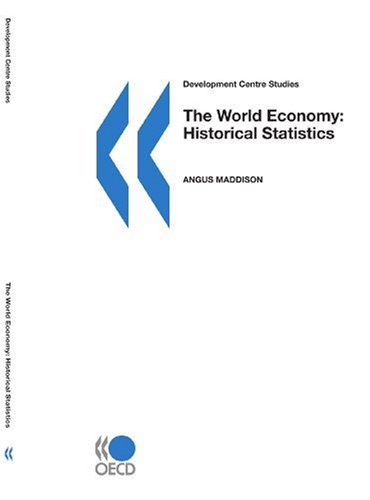 Development Centre Studies
The World Economy: Historical Statistics
Development Centre Studies
The World Economy:
Historical Statistics
ANGUS MADDISON
OECD